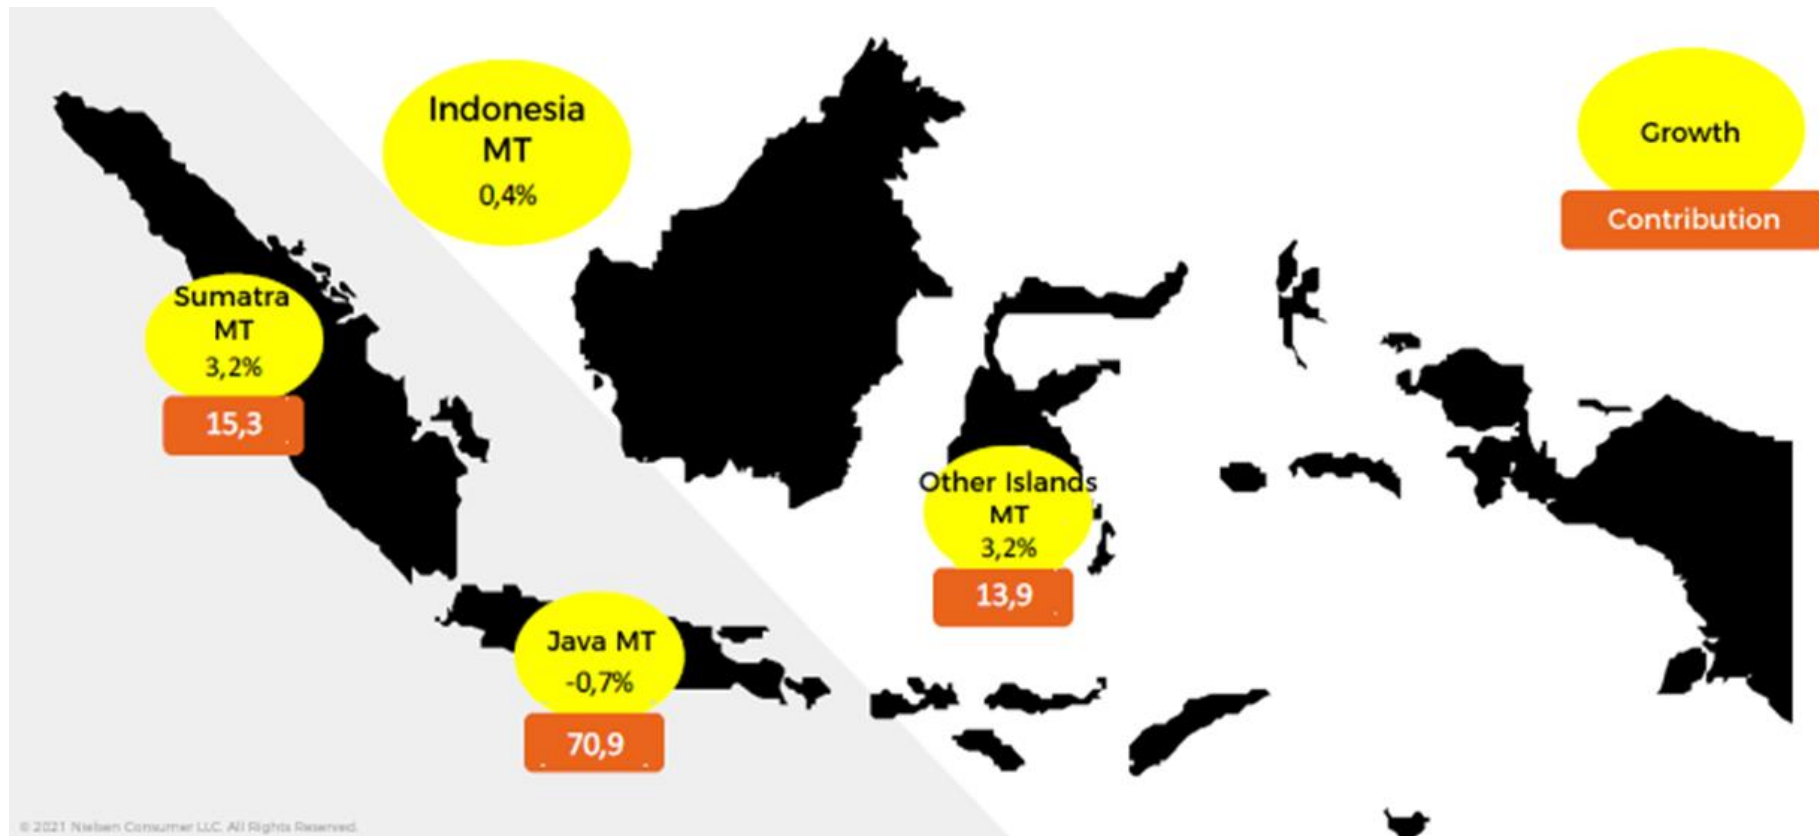 Indonesia
MT
0,4%
Growth
Contribution
Sumatra
MT
3,2%
15,3
Other Islands
MT
3,2%
13,9
Java MT
-0,7%
70,9
© 2021 Nielsen Consumer LLC. All Rights Reserved.